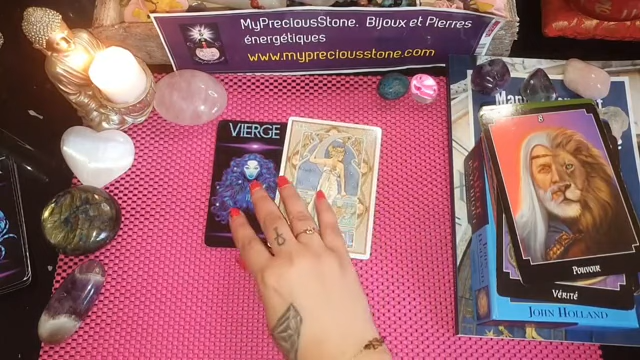 MyPreciousStone. Bijoux et Pierres
énergétiques
www.mypreciousstone.com
VIERGE
8
Pouvoir
Vérité
JOHN HOLLAND